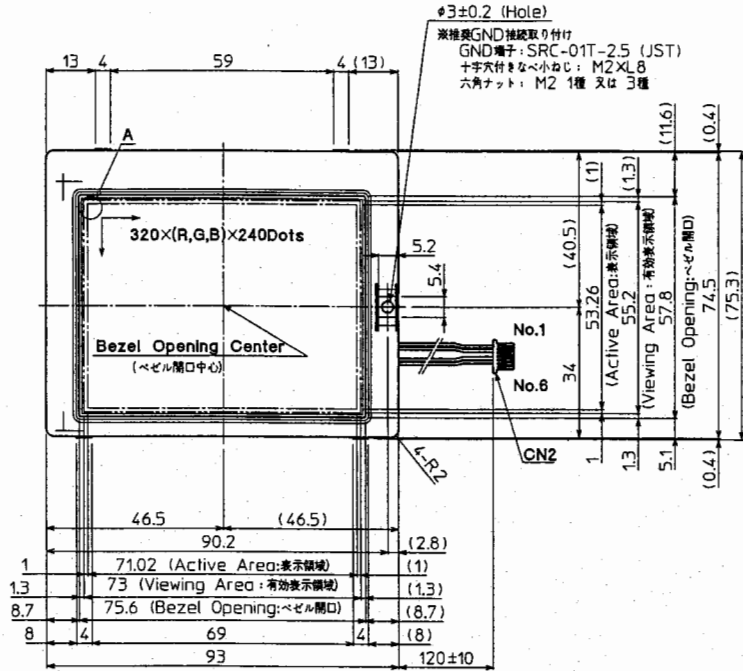 φ3±0.2 (Hole)
※推奨GND接続取り付け
GND端子:SRC-01T-2.5 (JST)
十字穴付きなべ小ねじ: M2XL8
六角ナット: M2 1種 又は 3種
13
4
59
4
(13)
A
320×(R,G,B)×240Dots
5.2
5.4
Bezel Opening Center
(ベゼル開口中心)
No.1
No.6
CN2
4-R2
(40.5)
34
(1)
53.26
(Active Area:表示領域)
1
(1.3)
55.2
(Viewing Area:有効表示領域)
1.3
(11.6)
57.8
(Bezel Opening:ベゼル開口)
5.1
(0.4)
74.5
(0.4)
(75.3)
46.5
(46.5)
90.2
(2.8)
1
71.02 (Active Area:表示領域)
(1)
1.3
73 (Viewing Area:有効表示領域)
(1.3)
8.7
75.6 (Bezel Opening:ベゼル開口)
(8.7)
8
4
69
4
(8)
93
120±10